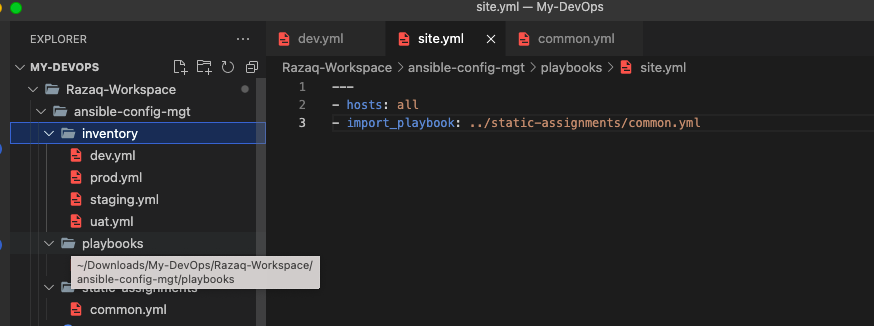 site.yml — My-DevOps
EXPLORER
MY-DEVOPS
Razaq-Workspace
ansible-config-mgt
inventory
dev.yml
prod.yml
staging.yml
uat.yml
playbooks
~/Downloads/My-DevOps/Razaq-Workspace/
ansible-config-mgt/playbooks
static-assignments
common.yml
dev.yml
site.yml
common.yml
Razaq-Workspace > ansible-config-mgt > playbooks > site.yml
1 ---
2 - hosts: all
3 - import_playbook: ../static-assignments/common.yml